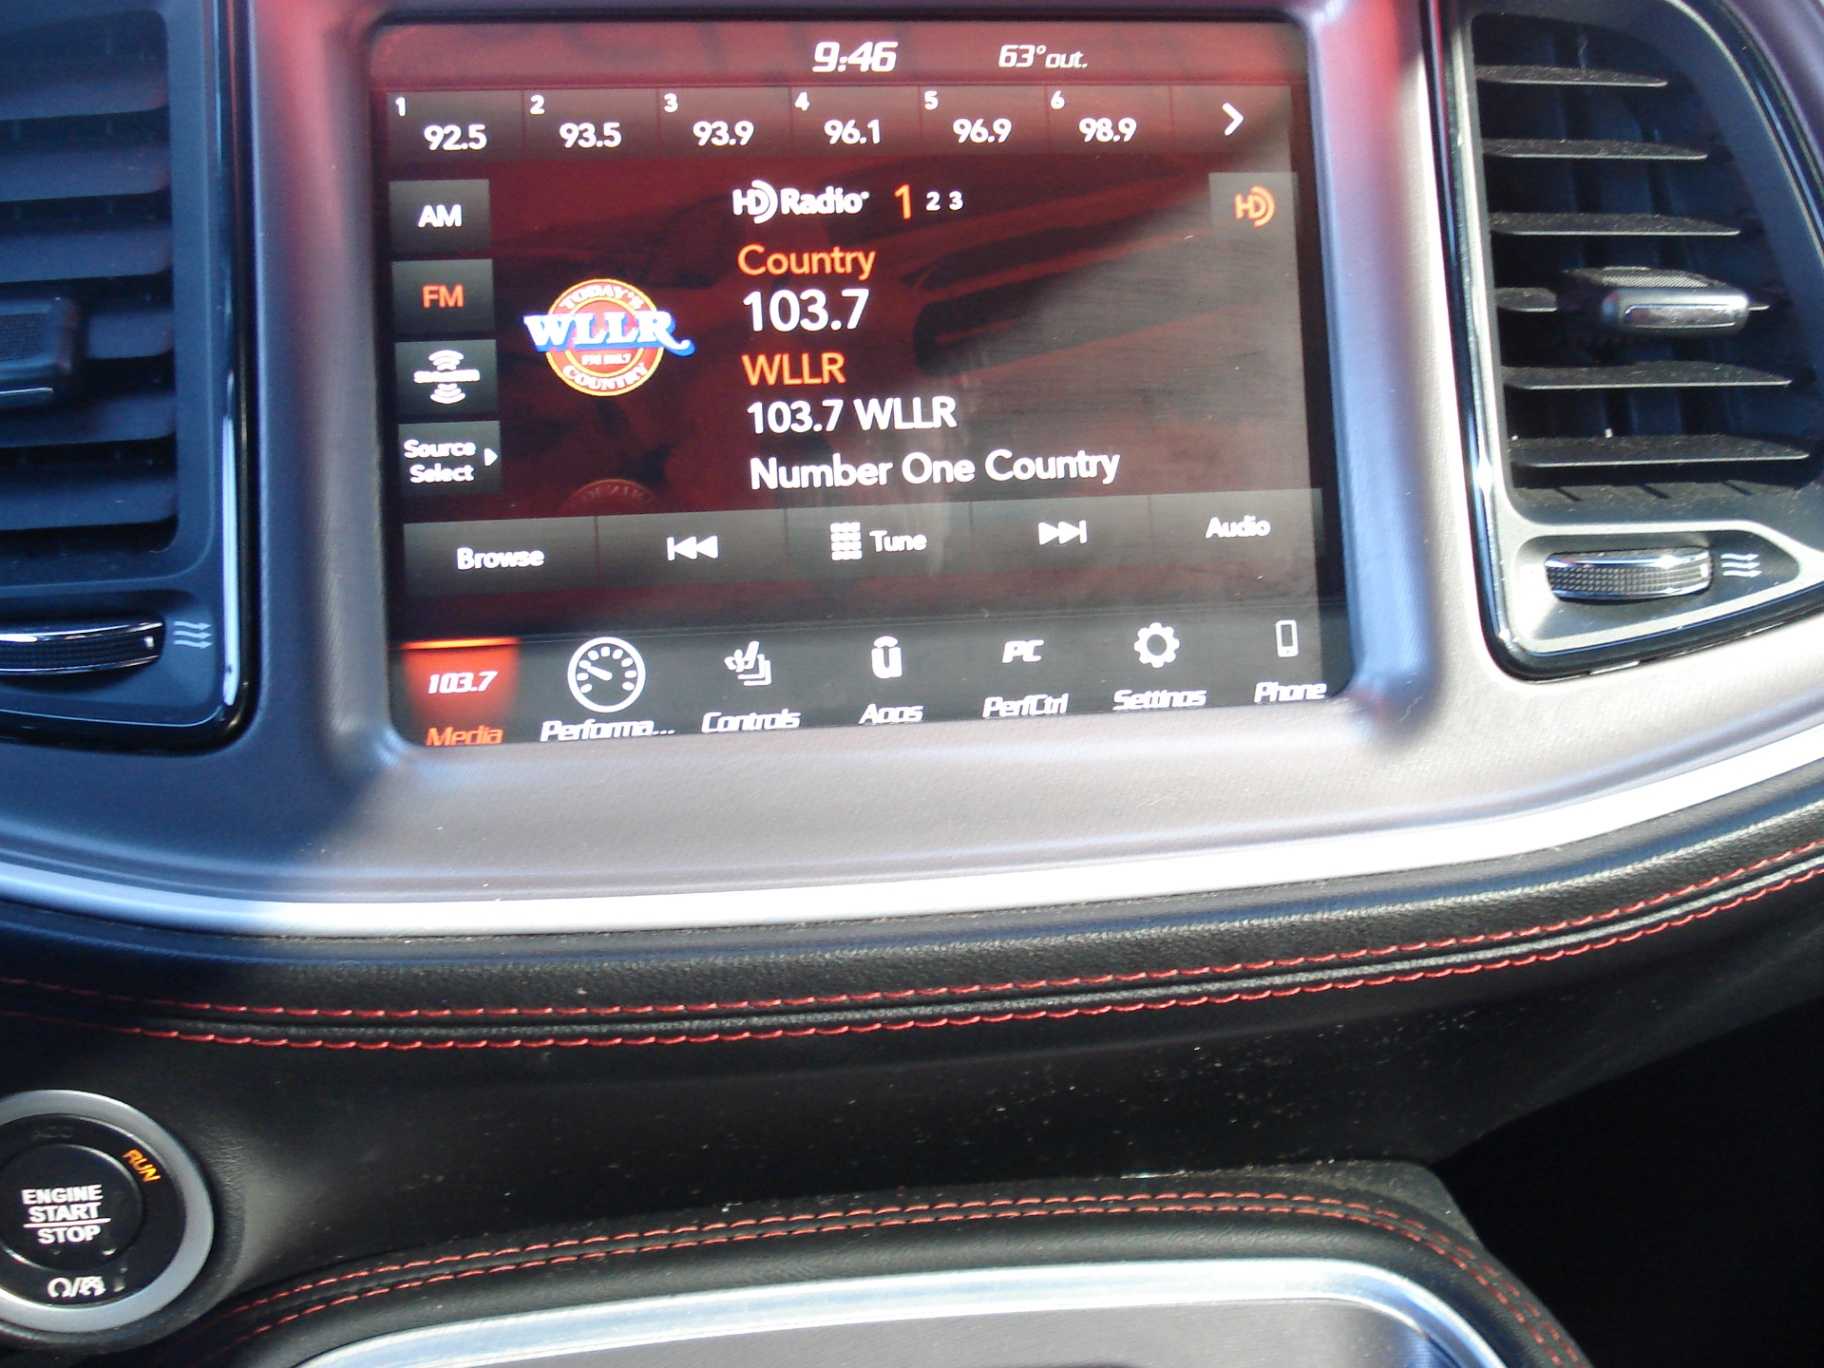 9:46 63°out.
1 2 3 4 5 6
92.5 93.5 93.9 96.1 96.9 98.9
HD Radio 1 2 3 HD
AM
Country
FM
103.7
TODAY'S
WLLR
COUNTRY
WLLR
103.7 WLLR
Source
Select
Number One Country
Browse Tune Audio
103.7 PC
Media Performa... Controls Apps PerfCtrl Settings Phone
RUN
ENGINE
START
STOP